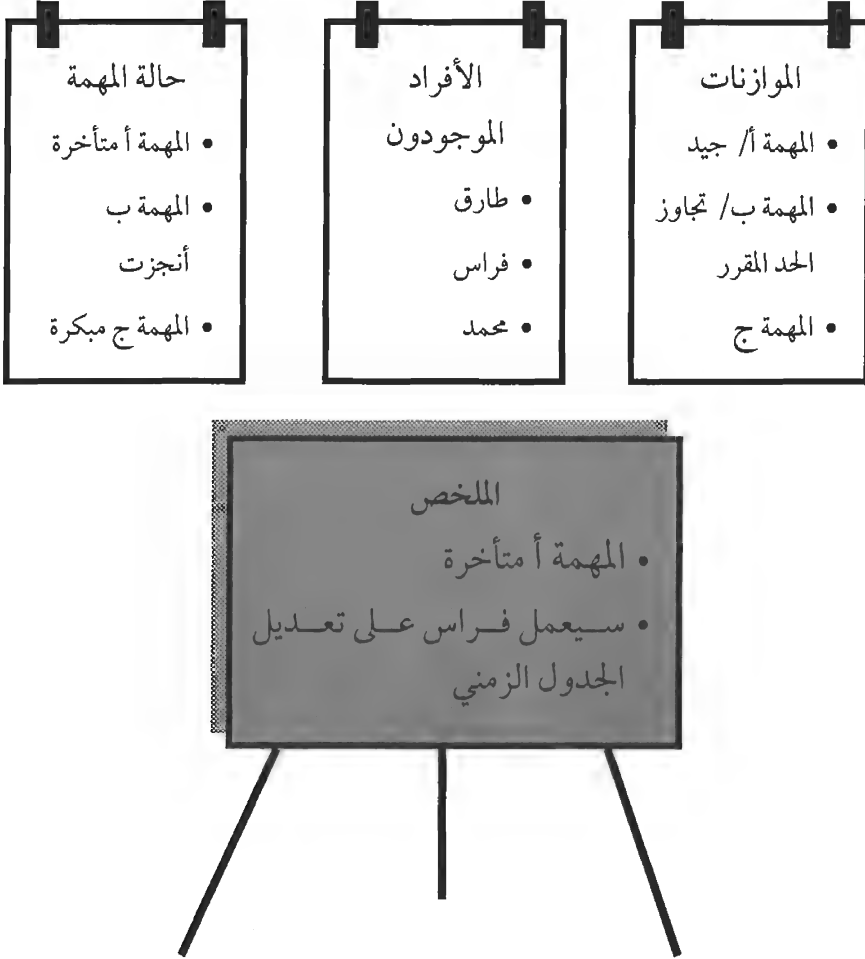 الموازنات
• المهمة أ/ جيد
• المهمة ب/ تجاوز
الحد المقرر
• المهمة ج
الأفراد
الموجودون
• طارق
• فراس
• محمد
حالة المهمة
• المهمة أ متأخرة
• المهمة ب
أنجزت
• المهمة ج مبكرة
الملخص
• المهمة أ متأخرة
• سيعمل فراس على تعديل
الجدول الزمني